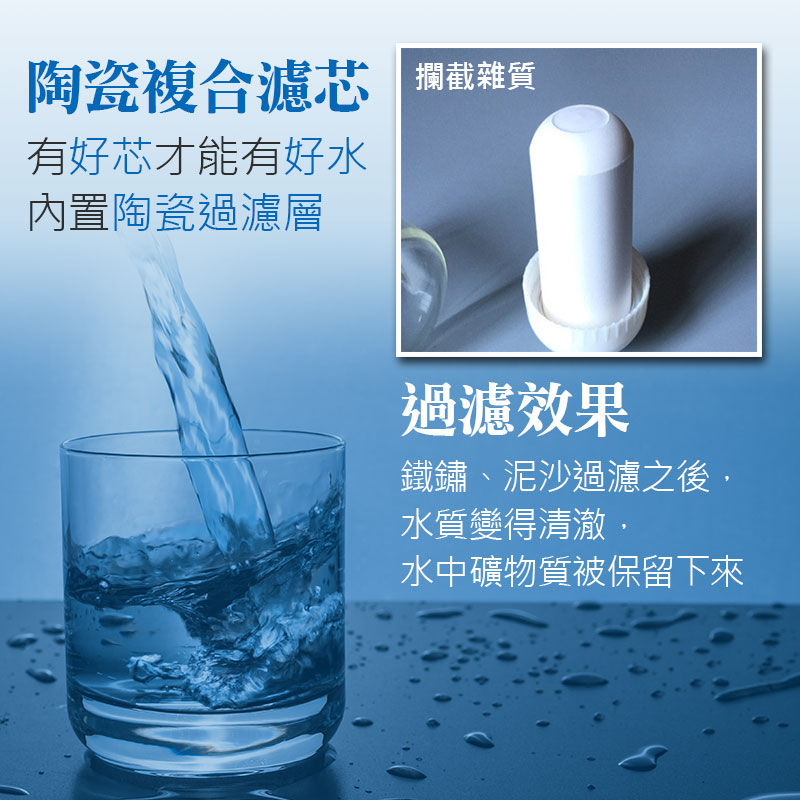 陶瓷複合濾芯
有好芯才能有好水
內置陶瓷過濾層
攔截雜質
過濾效果
鐵鏽、泥沙過濾之後，
水質變得清澈，
水中礦物質被保留下來